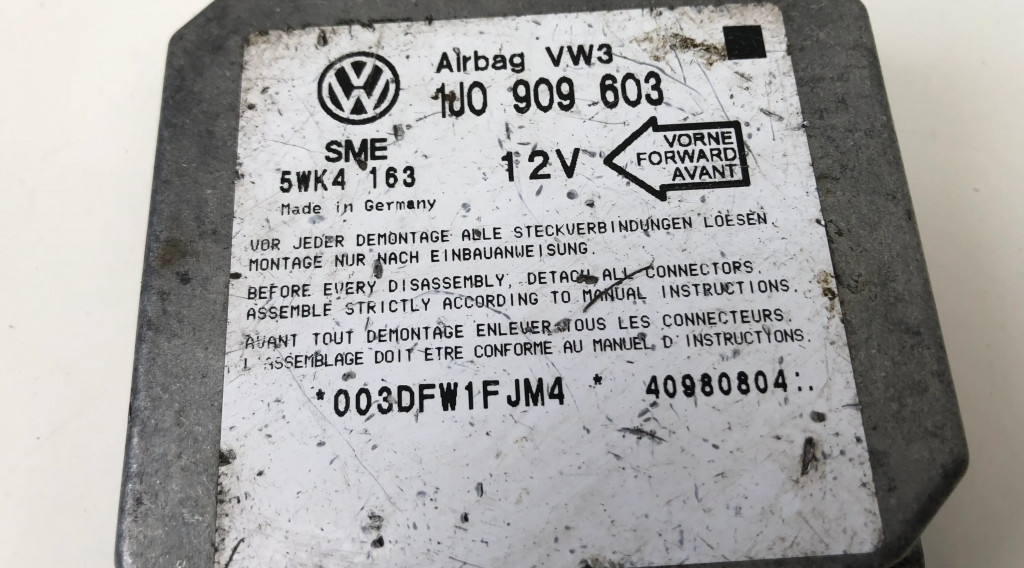 Airbag VW3
1J0 909 603
SME
5WK4 163
Made in Germany
12V
VORNE
FORWARD
AVANT
VOR JEDER DEMONTAGE ALLE STECKVERBINDUNGEN LOESEN.
MONTAGE NUR NACH EINBAUANWEISUNG.
BEFORE EVERY DISASSEMBLY, DETACH ALL CONNECTORS.
ASSEMBLE STRICTLY ACCORDING TO MANUAL INSTRUCTIONS.
AVANT TOUT DEMONTAGE ENLEVER TOUS LES CONNECTEURS.
L'ASSEMBLAGE DOIT ETRE CONFORME AU MANUEL D'INSTRUCTIONS.
*003DFW1FJM4 * 40980804:.